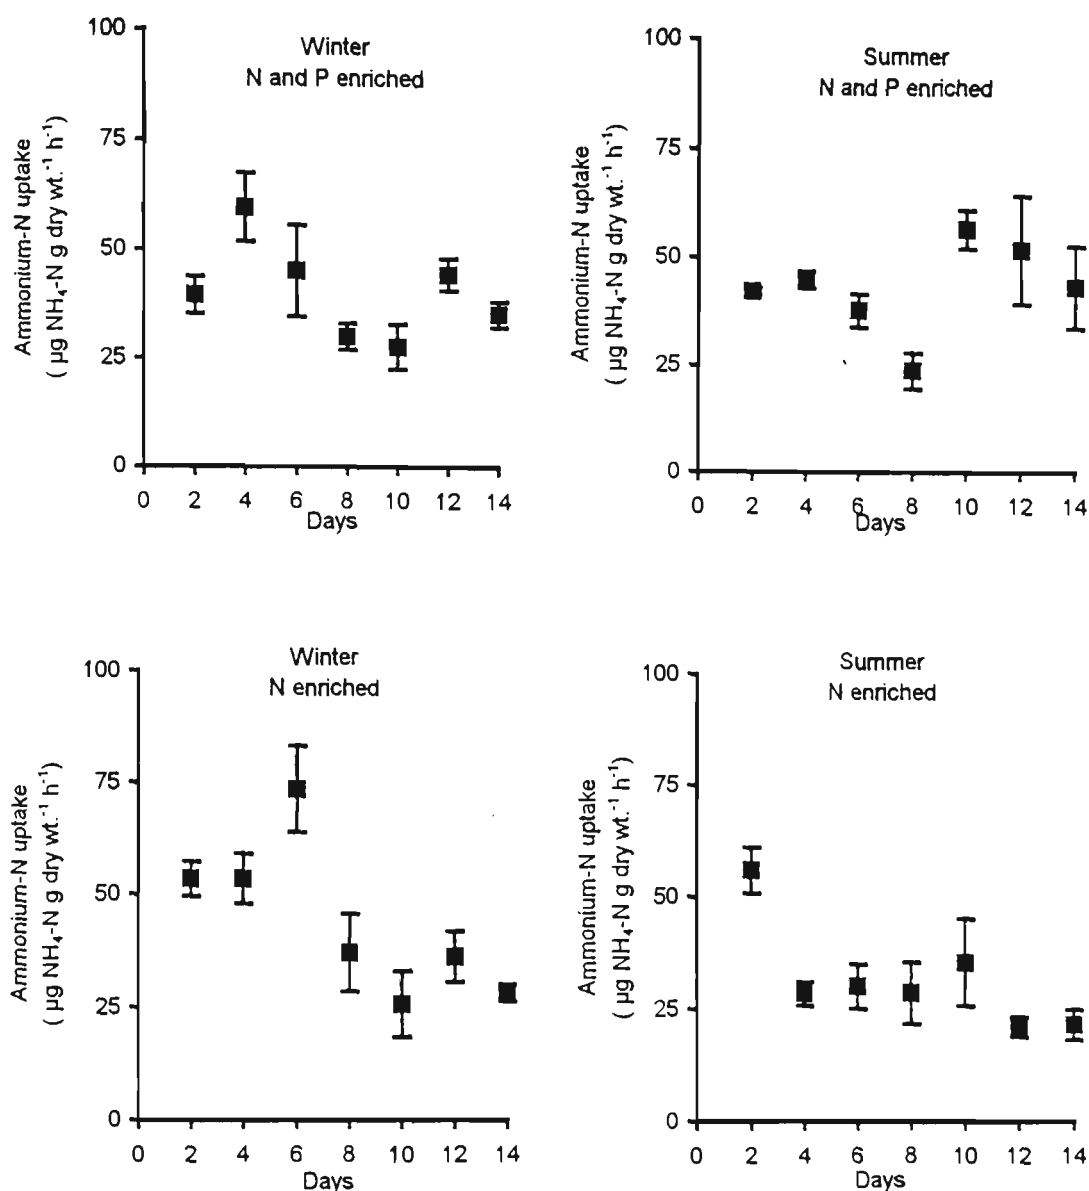 Winter
N and P enriched
Ammonium-N uptake
( µg NH₄-N g dry wt.⁻¹ h⁻¹)
100
75
50
25
0
0 2 4 6 8 10 12 14
Days
Summer
N and P enriched
Ammonium-N uptake
( µg NH₄-N g dry wt.⁻¹ h⁻¹)
100
75
50
25
0
0 2 4 6 8 10 12 14
Days
Winter
N enriched
Ammonium-N uptake
( µg NH₄-N g dry wt.⁻¹ h⁻¹)
100
75
50
25
0
0 2 4 6 8 10 12 14
Days
Summer
N enriched
Ammonium-N uptake
( µg NH₄-N g dry wt.⁻¹ h⁻¹)
100
75
50
25
0
0 2 4 6 8 10 12 14
Days